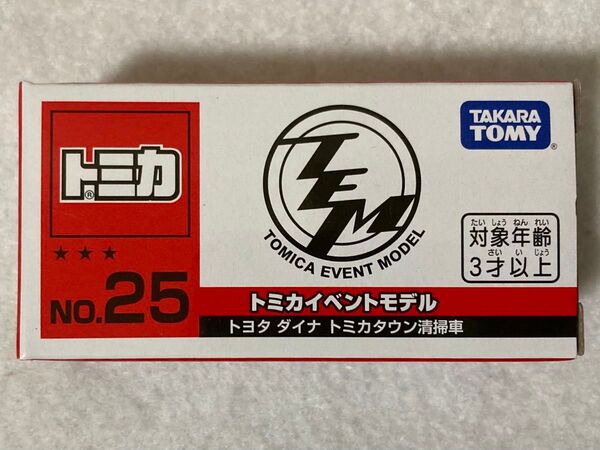 トミカ
®
★★★
NO.25
TEM
TOMICA EVENT MODEL
TAKARA
TOMY
®
たいしょうねんれい
対象年齢
さいいじょう
3才以上
トミカイベントモデル
トヨタ ダイナ トミカタウン清掃車